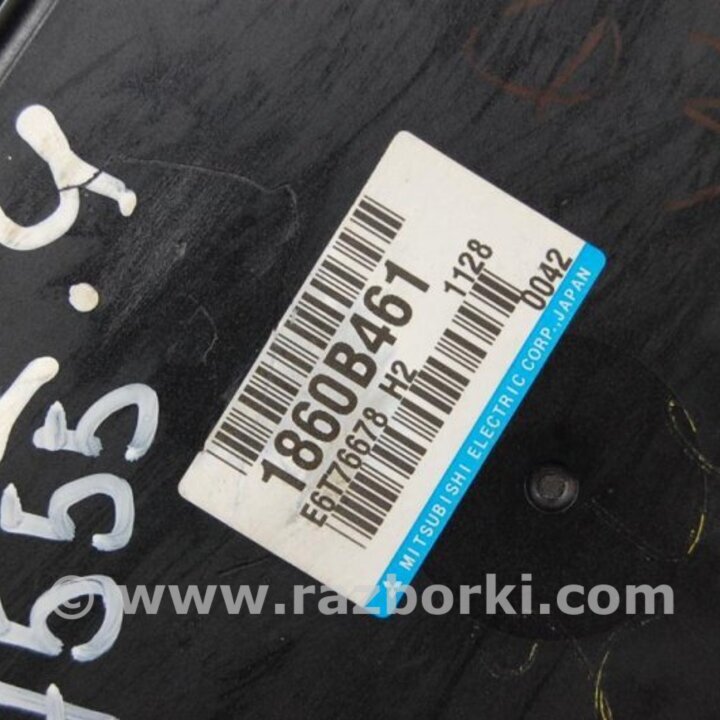 1860B461
1128
E6T76678 H2
0042
MITSUBISHI ELECTRIC CORP., JAPAN
© www.razborki.com